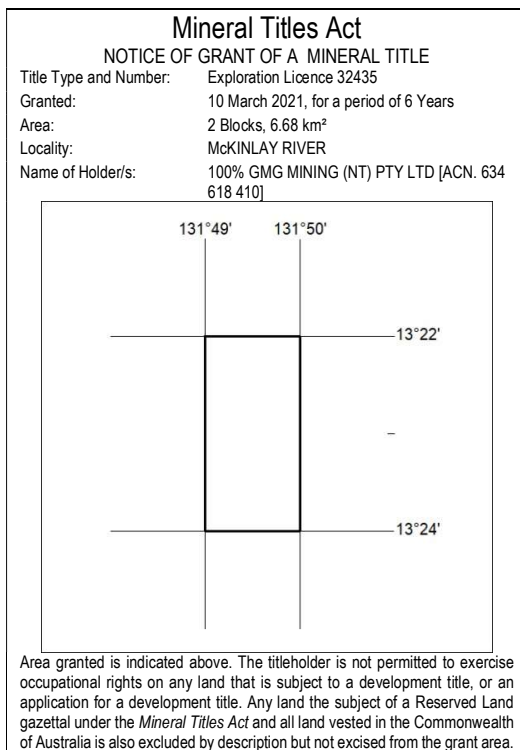 Mineral Titles Act
NOTICE OF GRANT OF A MINERAL TITLE
Title Type and Number: Exploration Licence 32435
Granted: 10 March 2021, for a period of 6 Years
Area: 2 Blocks, 6.68 km²
Locality: McKINLAY RIVER
Name of Holder/s: 100% GMG MINING (NT) PTY LTD [ACN. 634
618 410]
131°49' 131°50'
13°22'
13°24'
Area granted is indicated above. The titleholder is not permitted to exercise
occupational rights on any land that is subject to a development title, or an
application for a development title. Any land the subject of a Reserved Land
gazettal under the Mineral Titles Act and all land vested in the Commonwealth
of Australia is also excluded by description but not excised from the grant area.